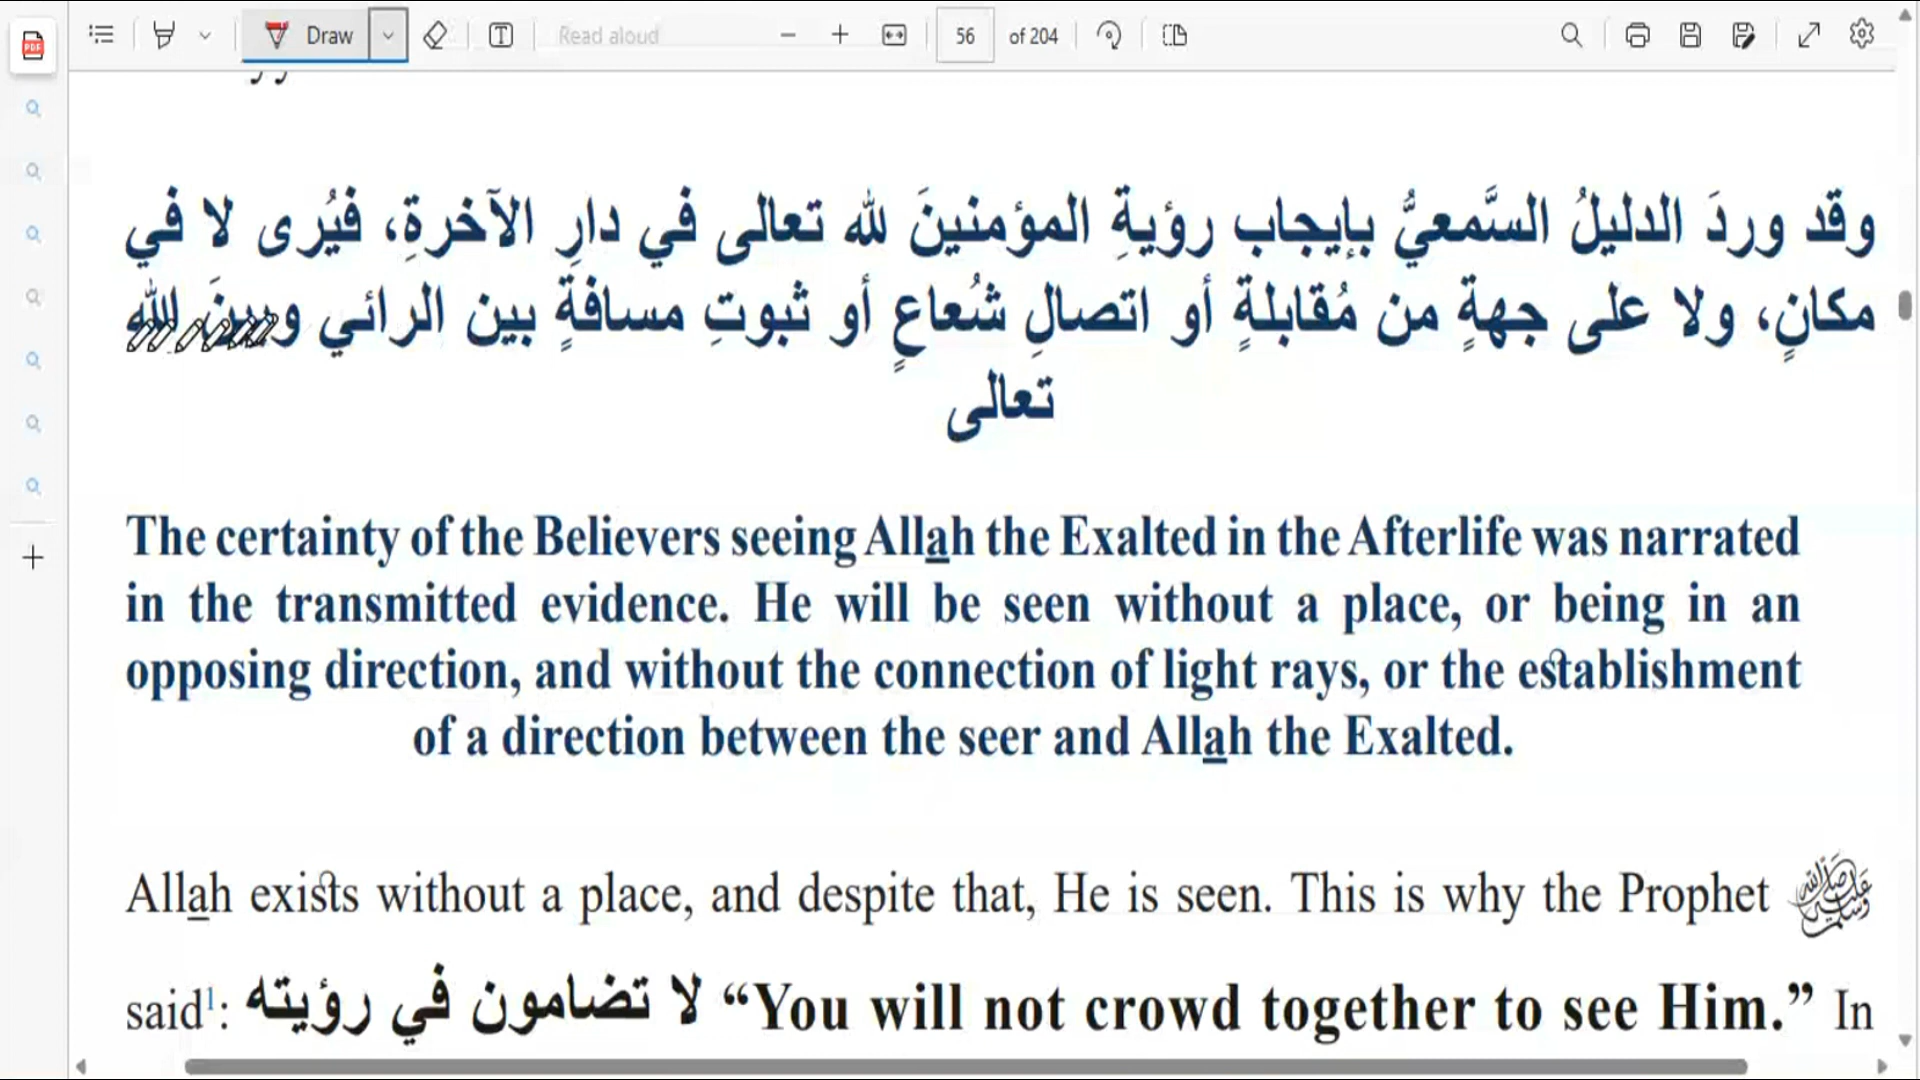 Draw
Read aloud
56 of 204
وقد وردَ الدليلُ السَّمعيُّ بإيجاب رؤيةِ المؤمنينَ لله تعالى في دارِ الآخرةِ، فيُرى لا في
مكانٍ، ولا على جهةٍ من مُقابلةٍ أو اتصالِ شُعاعٍ أو ثبوتِ مسافةٍ بين الرائي وبينَ الله
تعالى
The certainty of the Believers seeing Allah the Exalted in the Afterlife was narrated
in the transmitted evidence. He will be seen without a place, or being in an
opposing direction, and without the connection of light rays, or the establishment
of a direction between the seer and Allah the Exalted.
Allah exists without a place, and despite that, He is seen. This is why the Prophet ﷺ
said1: لا تضامون في رؤيته “You will not crowd together to see Him.” In